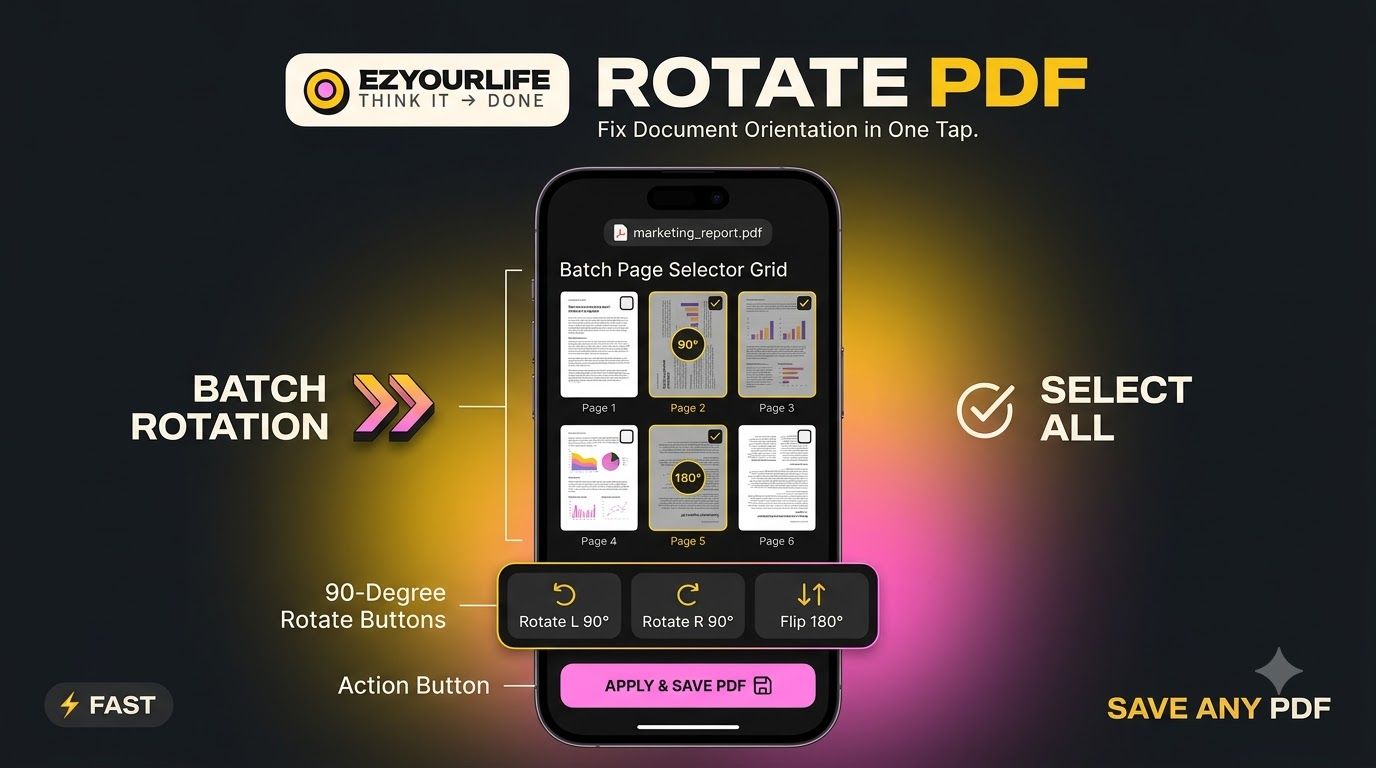 EZYOURLIFE
THINK IT → DONE
ROTATE PDF
Fix Document Orientation in One Tap.
marketing_report.pdf
Batch Page Selector Grid
90°
Page 1
Page 2
Page 3
BATCH
ROTATION
SELECT
ALL
180°
Page 4
Page 5
Page 6
90-Degree
Rotate Buttons
Rotate L 90°
Rotate R 90°
Flip 180°
Action Button
APPLY & SAVE PDF
FAST
SAVE ANY PDF